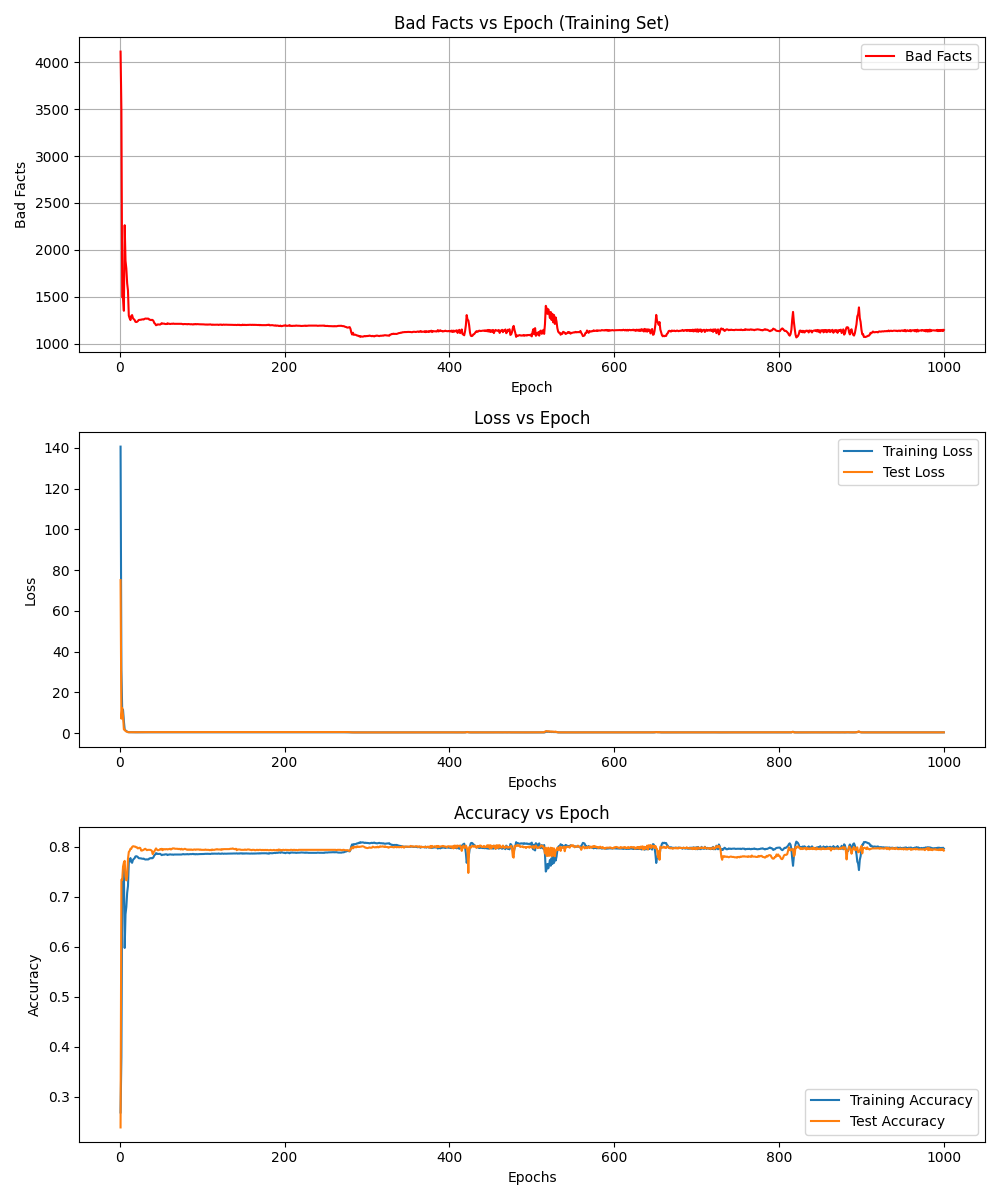 Bad Facts vs Epoch (Training Set)
Bad Facts
4000
3500
3000
2500
2000
1500
1000
Bad Facts
0 200 400 600 800 1000
Epoch
Loss vs Epoch
Training Loss
Test Loss
140
120
100
80
60
40
20
0
Loss
0 200 400 600 800 1000
Epochs
Accuracy vs Epoch
0.8
0.7
0.6
0.5
0.4
0.3
Accuracy
Training Accuracy
Test Accuracy
0 200 400 600 800 1000
Epochs